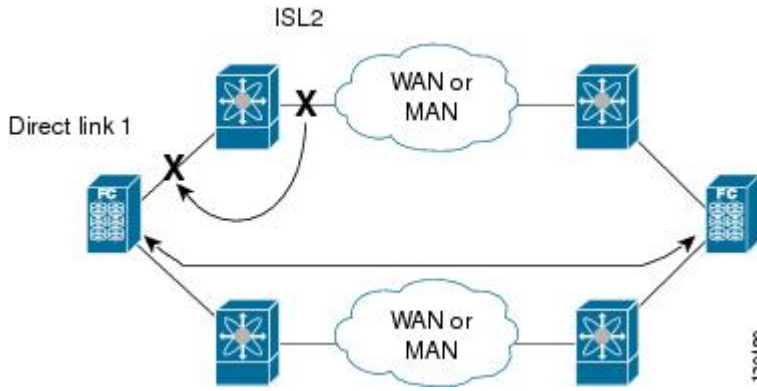 ISL2
WAN or
MAN
Direct link 1
X
X
FC
FC
WAN or
MAN